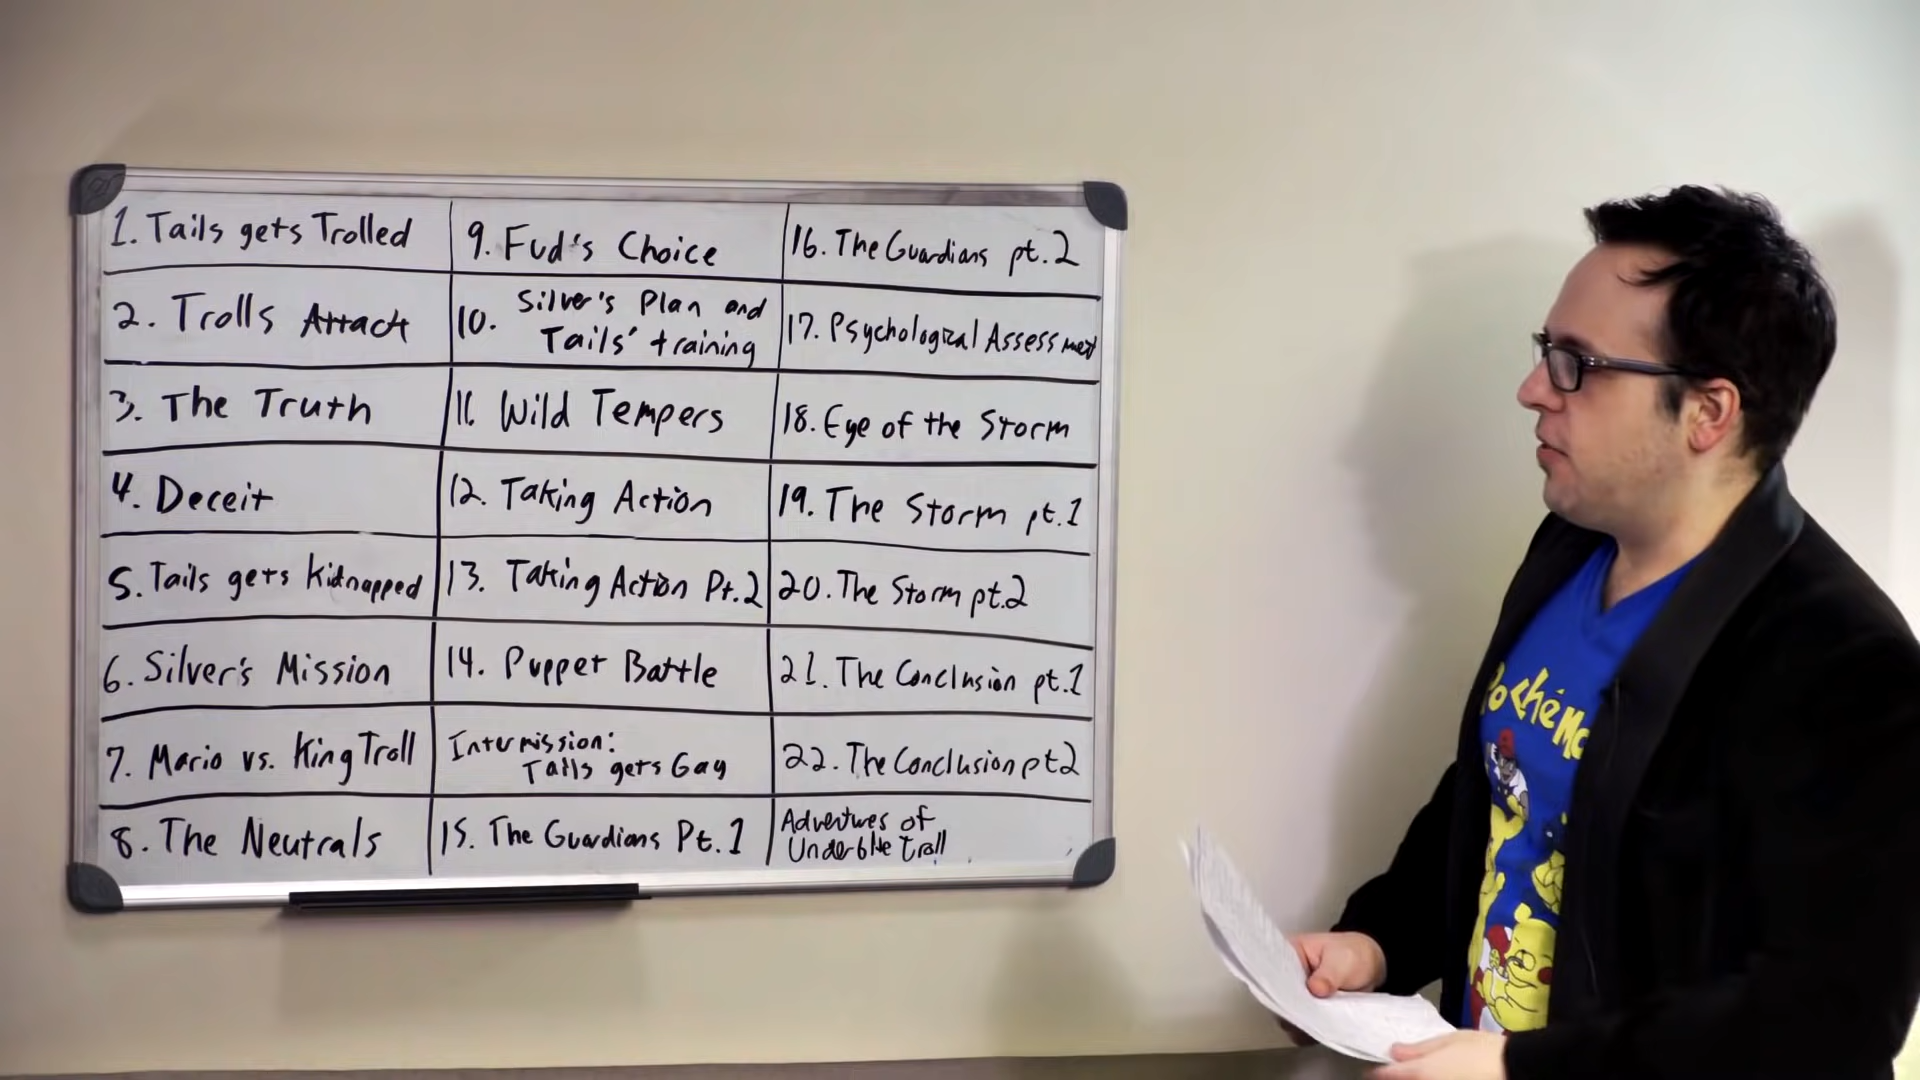 1. Tails gets Trolled
2. Trolls Attack
3. The Truth
4. Deceit
5. Tails gets Kidnapped
6. Silver's Mission
7. Mario vs. King Troll
8. The Neutrals
9. Fud's Choice
10. Silver's Plan and
Tails' training
11. Wild Tempers
12. Taking Action
13. Taking Action Pt.2
14. Puppet Battle
Intermission:
Tails gets Gay
15. The Guardians Pt.1
16. The Guardians pt.2
17. Psychological Assessment
18. Eye of the Storm
19. The Storm pt.1
20. The Storm pt.2
21. The Conclusion pt.1
22. The Conclusion pt2
Adventures of
Underbite Troll